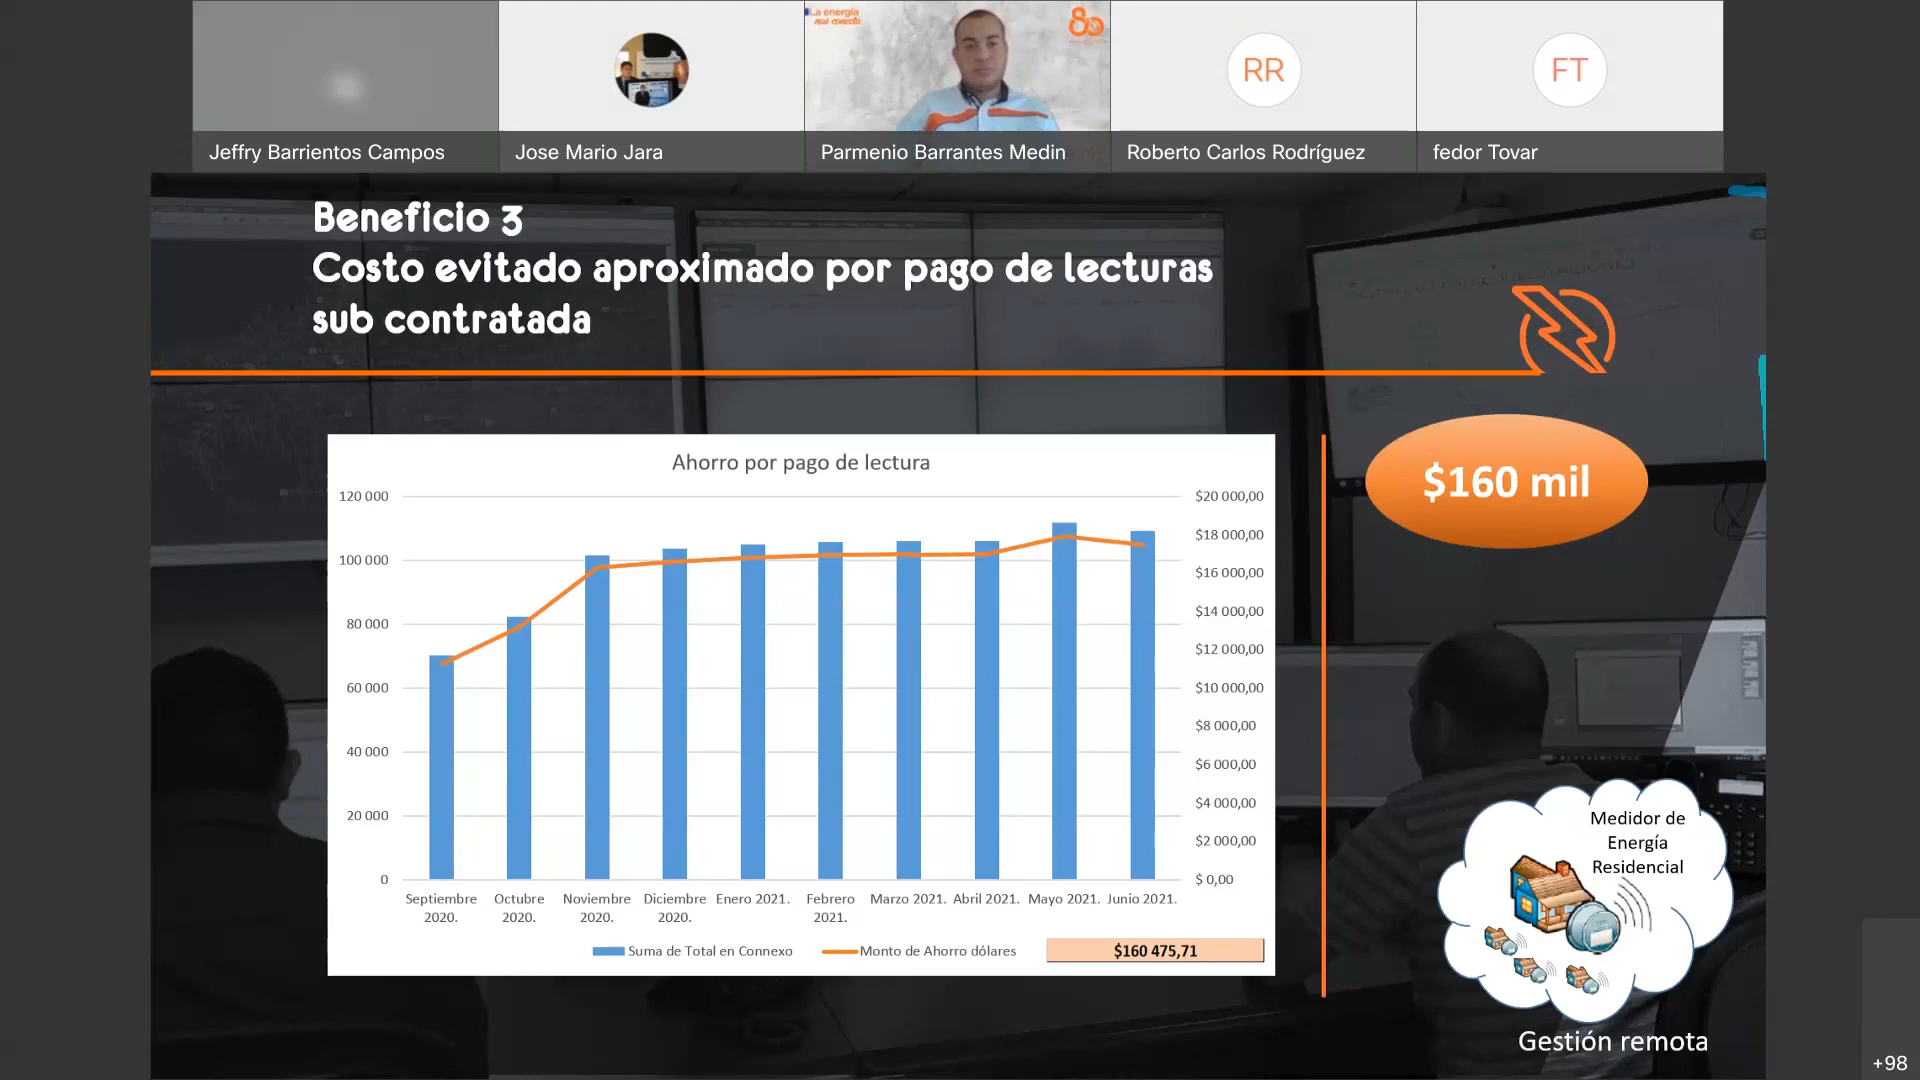 La energía
nos conecta
80
RR
FT
Jeffry Barrientos Campos
Jose Mario Jara
Parmenio Barrantes Medin
Roberto Carlos Rodríguez
fedor Tovar
Beneficio 3
Costo evitado aproximado por pago de lecturas
sub contratada
$160 mil
Ahorro por pago de lectura
120 000
100 000
80 000
60 000
40 000
20 000
0
$20 000,00
$18 000,00
$16 000,00
$14 000,00
$12 000,00
$10 000,00
$8 000,00
$6 000,00
$4 000,00
$2 000,00
$ 0,00
Septiembre
2020.
Octubre
2020.
Noviembre
2020.
Diciembre
2020.
Enero 2021.
Febrero
2021.
Marzo 2021.
Abril 2021.
Mayo 2021.
Junio 2021.
Suma de Total en Connexo
Monto de Ahorro dólares
$160 475,71
Medidor de
Energía
Residencial
Gestión remota
+98